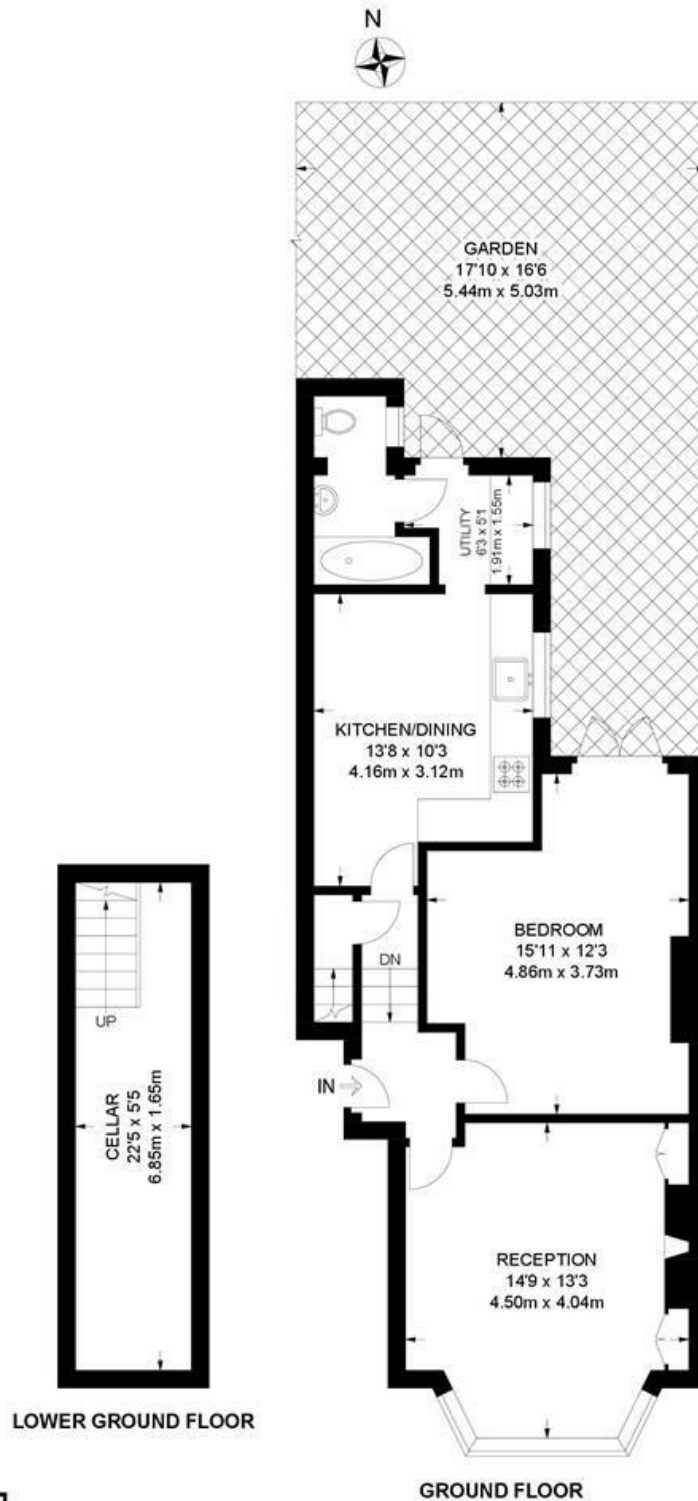 N
GARDEN
17'10 x 16'6
5.44m x 5.03m
UTILITY
6'3 x 5'1
1.91m x 1.55m
KITCHEN/DINING
13'8 x 10'3
4.16m x 3.12m
BEDROOM
15'11 x 12'3
4.86m x 3.73m
DN
IN
UP
CELLAR
22'5 x 5'5
6.85m x 1.65m
RECEPTION
14'9 x 13'3
4.50m x 4.04m
LOWER GROUND FLOOR
GROUND FLOOR